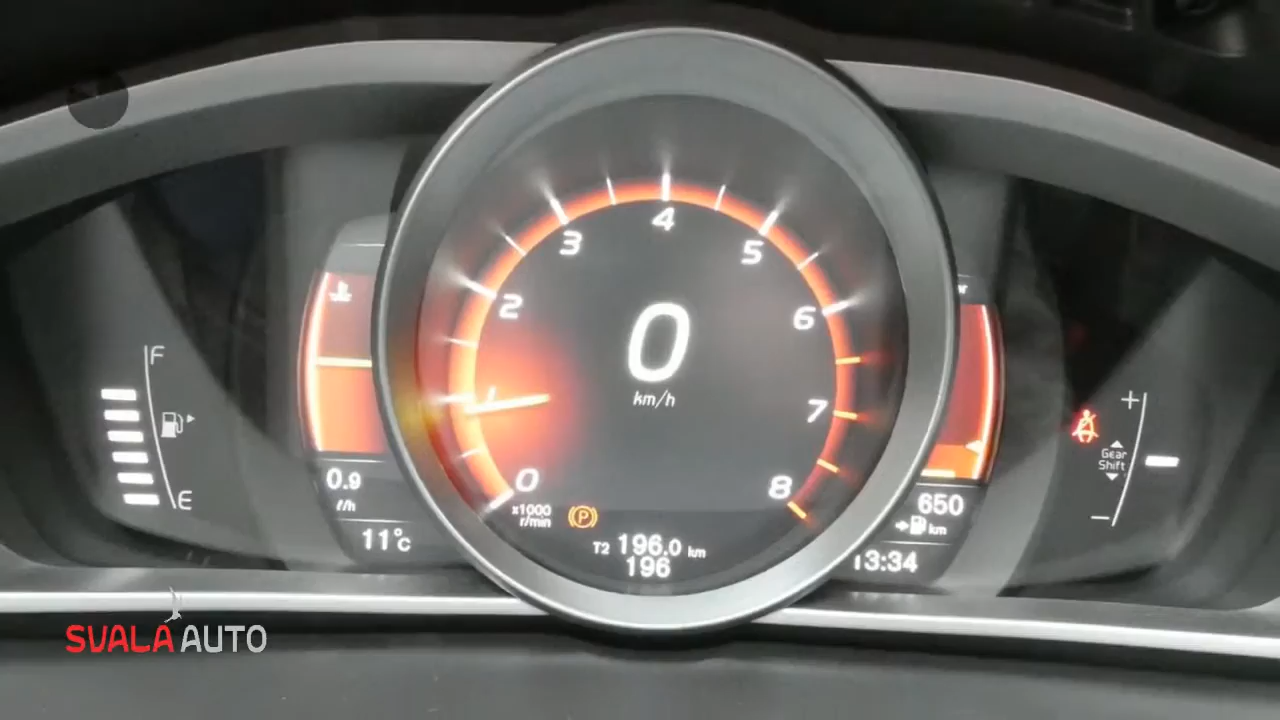 4
3
5
2
6
1
7
0
8
0
km/h
x1000
r/min
P
T2 196.0 km
196
F
E
0.9
l/h
11°c
650
km
13:34
+
Gear
Shift
–
SVALA AUTO